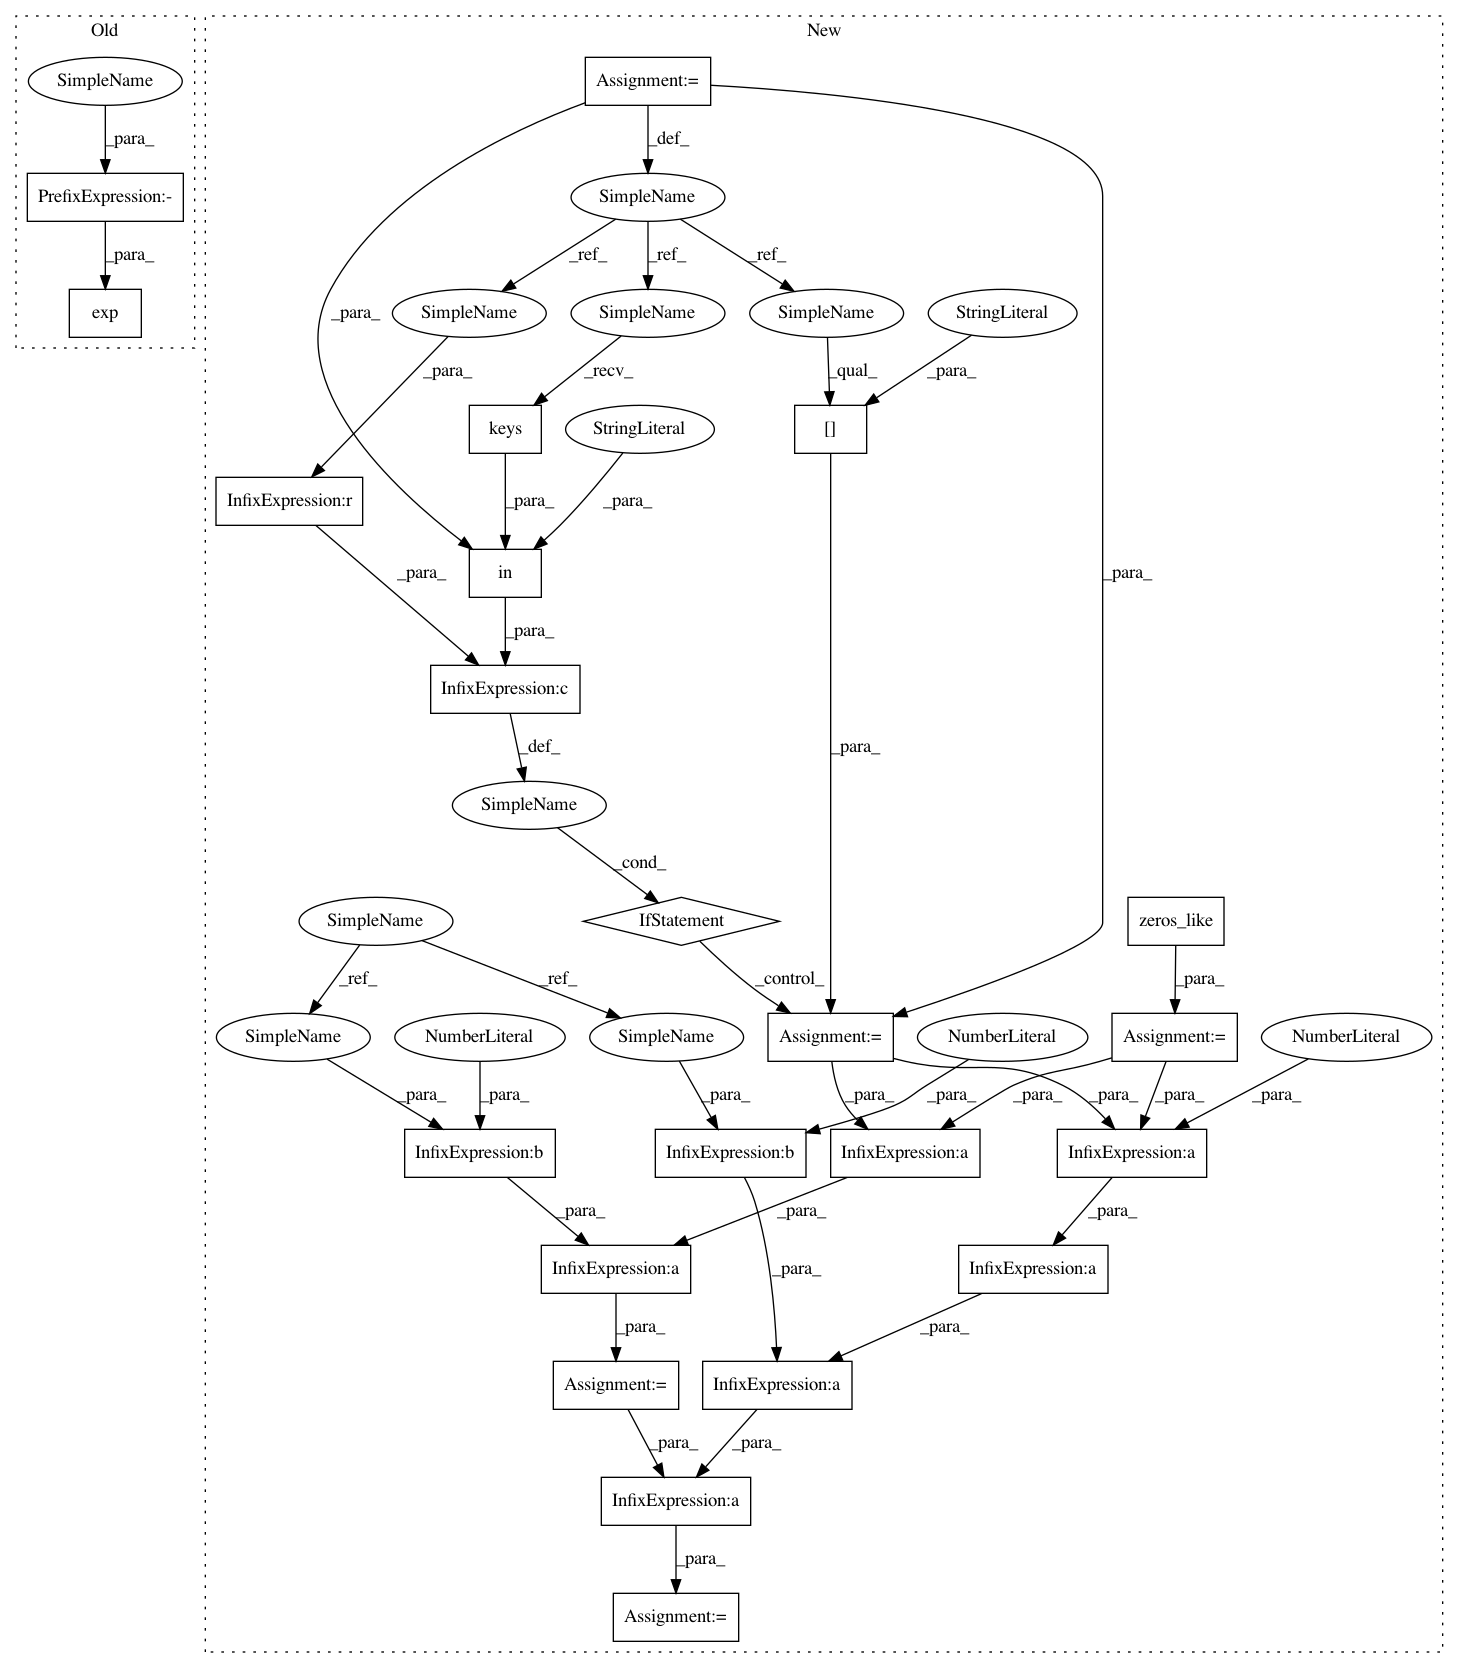 Old
New
SimpleName
Assignment:=
_para_
_def_
PrefixExpression:-
SimpleName
_para_
_ref_
_ref_
_ref_
exp
SimpleName
SimpleName
SimpleName
StringLiteral
_para_
_para_
_recv_
_qual_
_para_
keys
StringLiteral
[]
InfixExpression:r
_para_
_para_
in
_para_
_para_
_para_
InfixExpression:c
_def_
_para_
SimpleName
_cond_
SimpleName
IfStatement
zeros_like
_ref_
_ref_
_control_
_para_
SimpleName
NumberLiteral
SimpleName
Assignment:=
NumberLiteral
Assignment:=
NumberLiteral
_para_
_para_
_para_
_para_
_para_
_para_
_para_
_para_
_para_
InfixExpression:b
InfixExpression:b
InfixExpression:a
InfixExpression:a
_para_
_para_
_para_
InfixExpression:a
_para_
InfixExpression:a
_para_
_para_
Assignment:=
InfixExpression:a
_para_
_para_
InfixExpression:a
_para_
Assignment:=